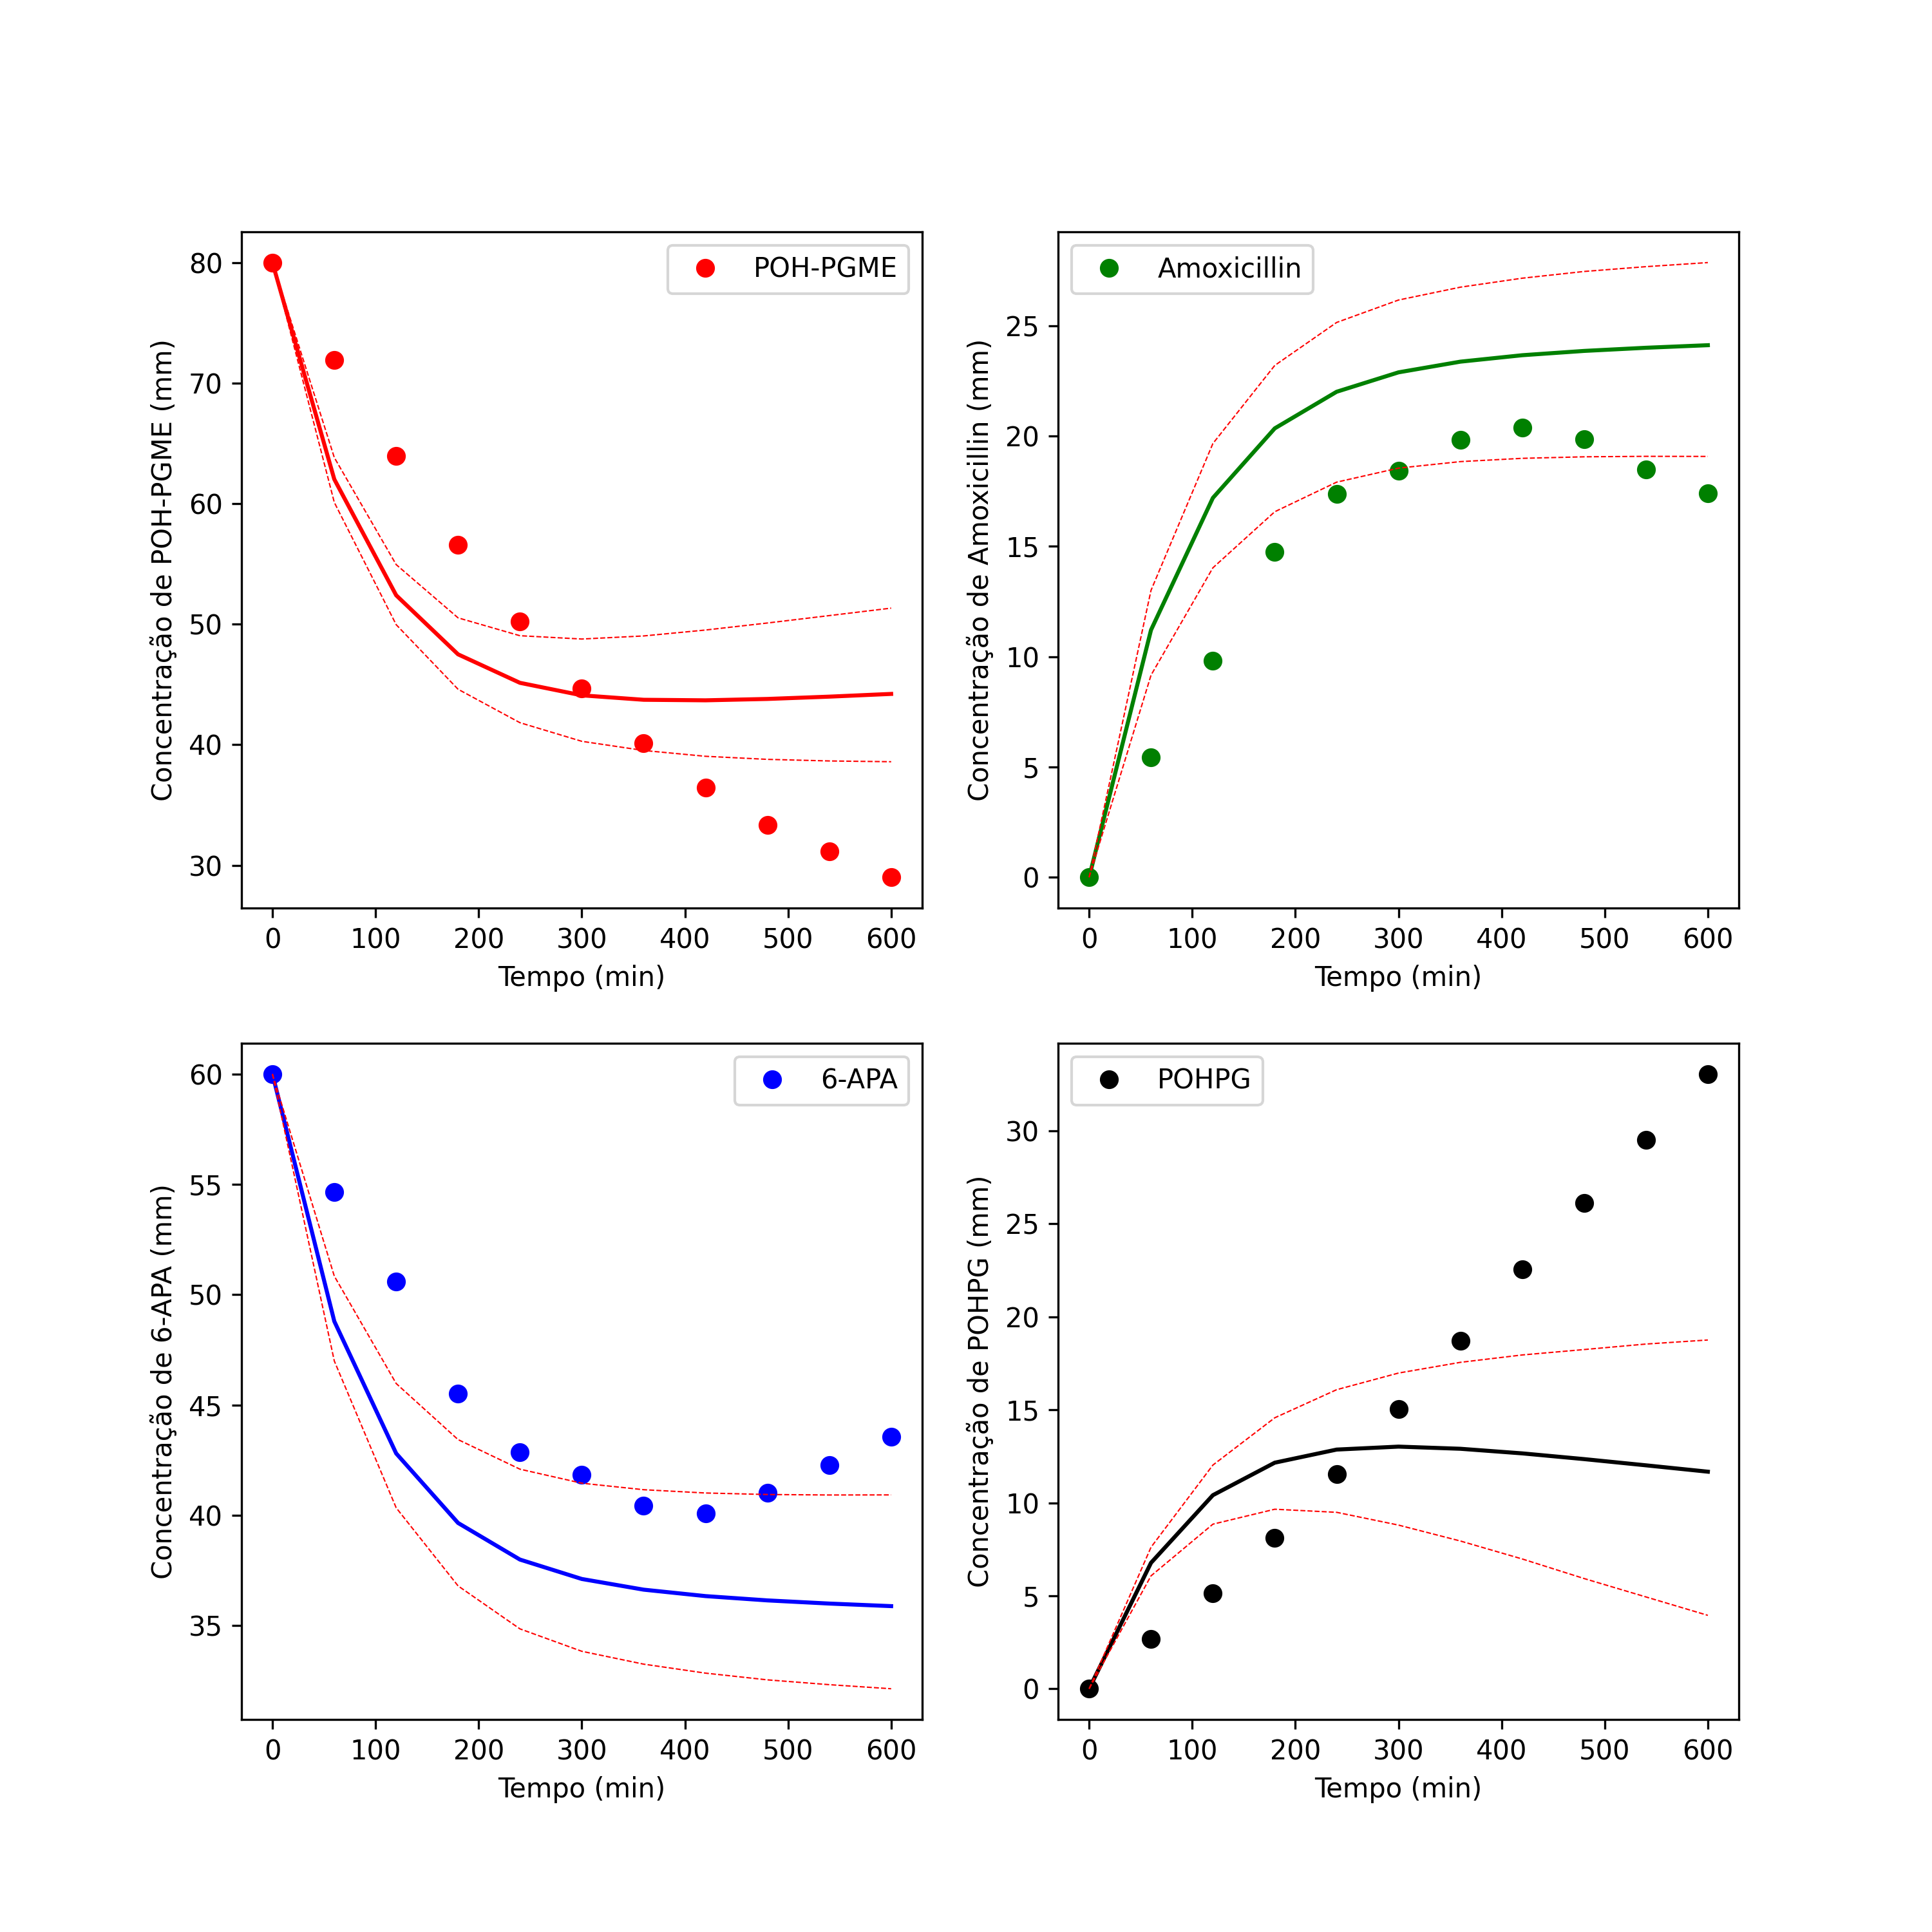 POH-PGME
Concentração de POH-PGME (mm)
80
70
60
50
40
30
0 100 200 300 400 500 600
Tempo (min)
Amoxicillin
Concentração de Amoxicillin (mm)
25
20
15
10
5
0
0 100 200 300 400 500 600
Tempo (min)
6-APA
Concentração de 6-APA (mm)
60
55
50
45
40
35
0 100 200 300 400 500 600
Tempo (min)
POHPG
Concentração de POHPG (mm)
30
25
20
15
10
5
0
0 100 200 300 400 500 600
Tempo (min)